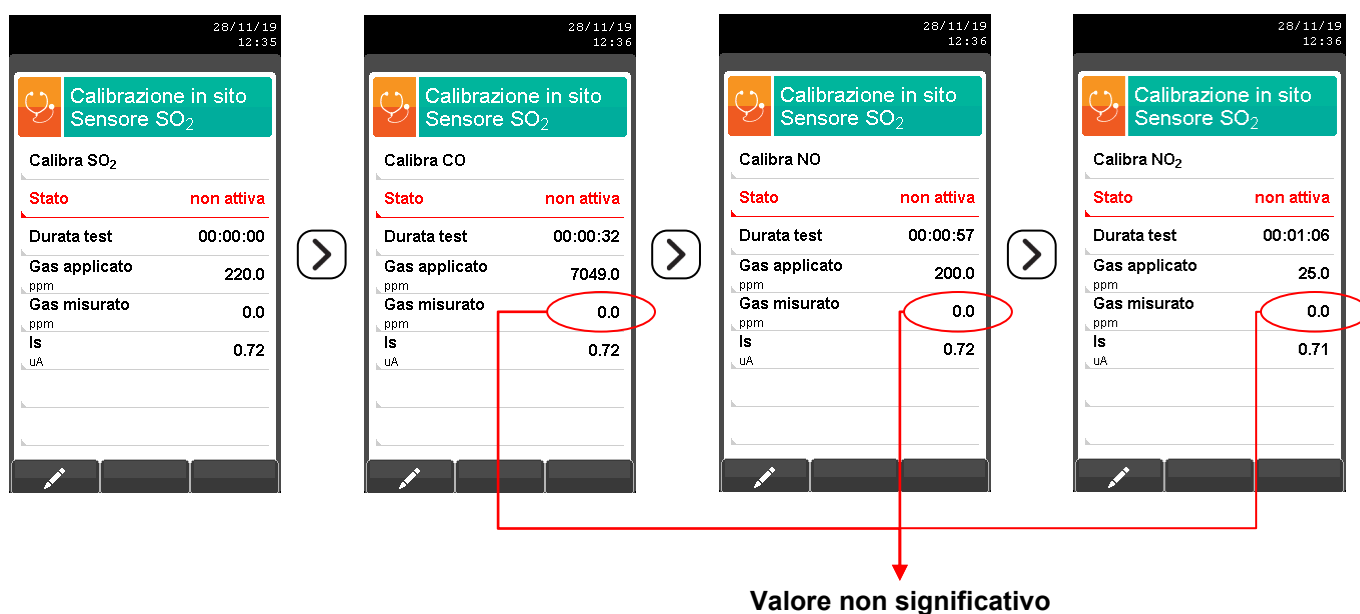 28/11/19
12:35
Calibrazione in sito
Sensore SO2
Calibra SO2
Stato non attiva
Durata test 00:00:00
Gas applicato 220.0
ppm
Gas misurato 0.0
ppm
Is 0.72
uA
28/11/19
12:36
Calibrazione in sito
Sensore SO2
Calibra CO
Stato non attiva
Durata test 00:00:32
Gas applicato 7049.0
ppm
Gas misurato 0.0
ppm
Is 0.72
uA
28/11/19
12:36
Calibrazione in sito
Sensore SO2
Calibra NO
Stato non attiva
Durata test 00:00:57
Gas applicato 200.0
ppm
Gas misurato 0.0
ppm
Is 0.72
uA
28/11/19
12:36
Calibrazione in sito
Sensore SO2
Calibra NO2
Stato non attiva
Durata test 00:01:06
Gas applicato 25.0
ppm
Gas misurato 0.0
ppm
Is 0.71
uA
Valore non significativo